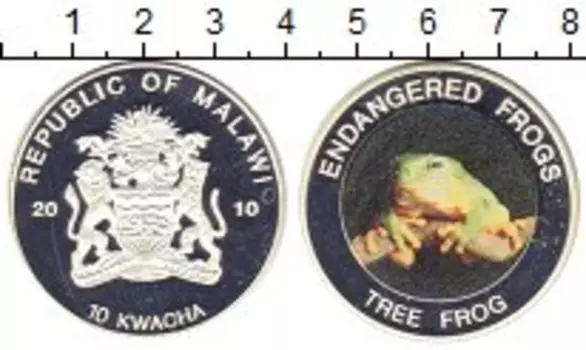 1 2 3 4 5 6 7 8
REPUBLIC OF MALAWI
20 10
10 KWACHA
ENDANGERED FROGS
TREE FROG